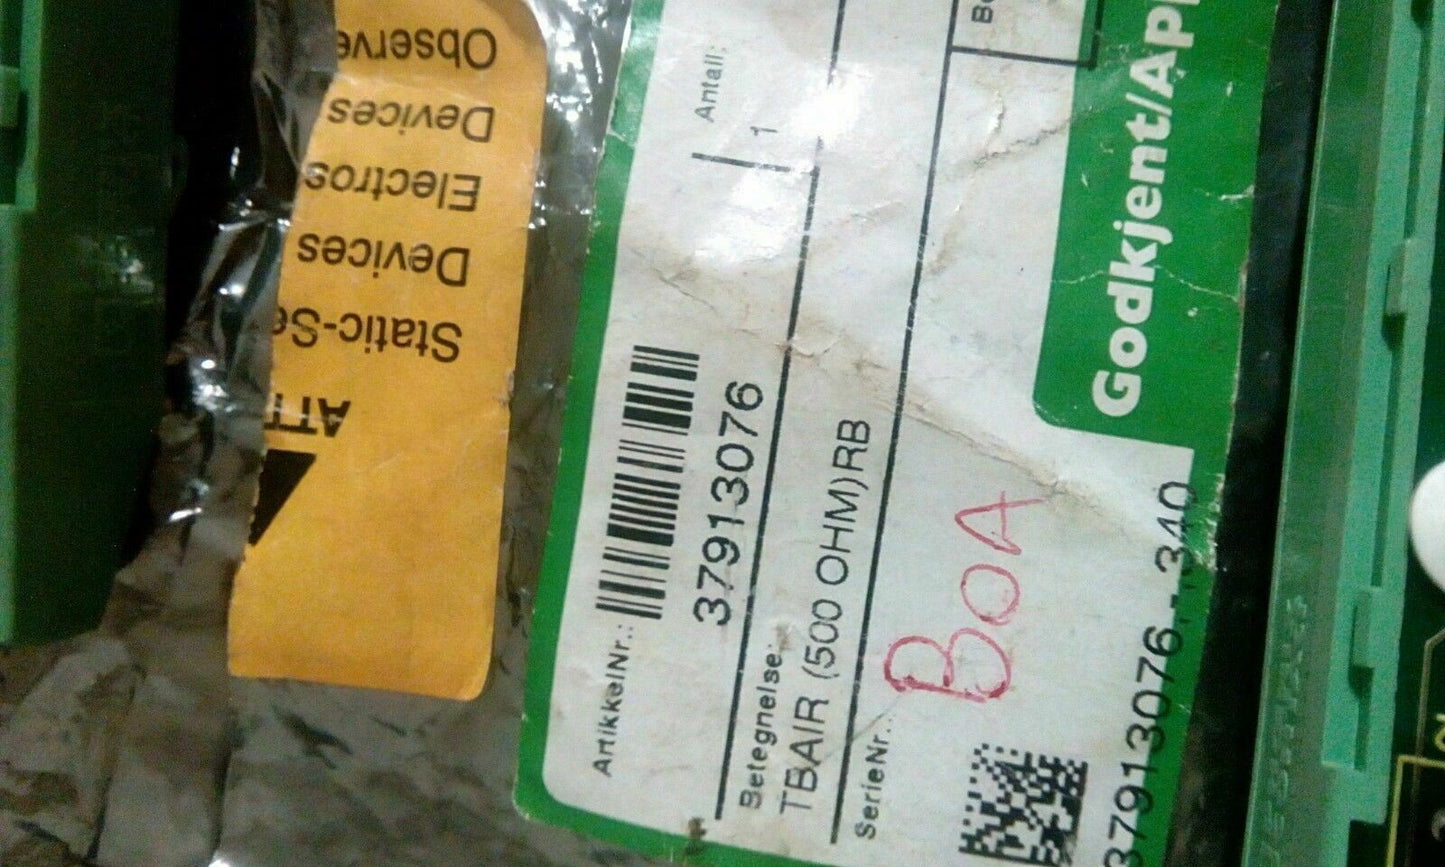 ArtikkelNr.:
37913076
Antall:
1
Betegnelse:
TBAIR (500 OHM)RB
SerieNr.:
BOA
37913076.-340
Godkjent/Ap
Static-Se
Devices
Electros
Devices
Observe